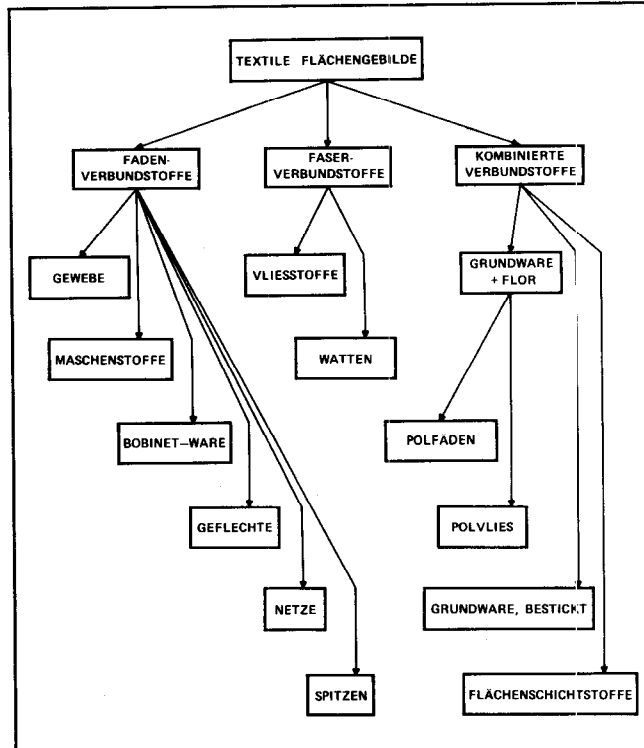 TEXTILE FLÄCHENGEBILDE
FADEN-
VERBUNDSTOFFE
FASER-
VERBUNDSTOFFE
KOMBINIERTE
VERBUNDSTOFFE
GEWEBE
VLIESSTOFFE
GRUNDWARE
+ FLOR
MASCHENSTOFFE
WATTEN
BOBINET–WARE
POLFADEN
GEFLECHTE
POLVLIES
NETZE
GRUNDWARE, BESTICKT
SPITZEN
FLÄCHENSCHICHTSTOFFE